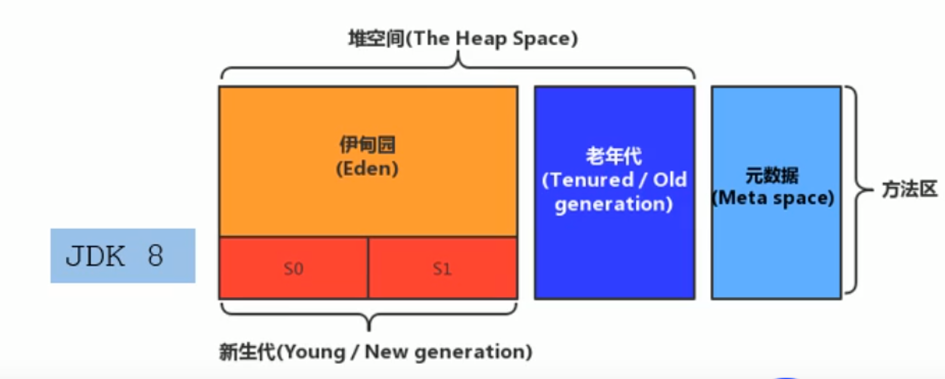 堆空间(The Heap Space)
伊甸园
(Eden)
老年代
(Tenured / Old
generation)
元数据
(Meta space)
方法区
JDK 8
S0
S1
新生代(Young / New generation)